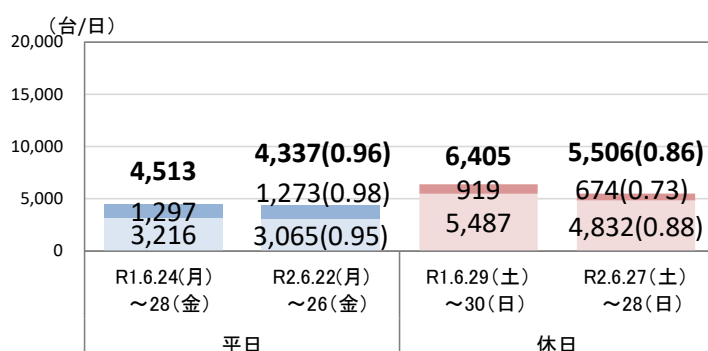 （台/日）
20,000
15,000
10,000
5,000
0
4,513
1,297
3,216
4,337(0.96)
1,273(0.98)
3,065(0.95)
6,405
919
5,487
5,506(0.86)
674(0.73)
4,832(0.88)
R1.6.24(月)
～28(金)
R2.6.22(月)
～26(金)
R1.6.29(土)
～30(日)
R2.6.27(土)
～28(日)
平日
休日